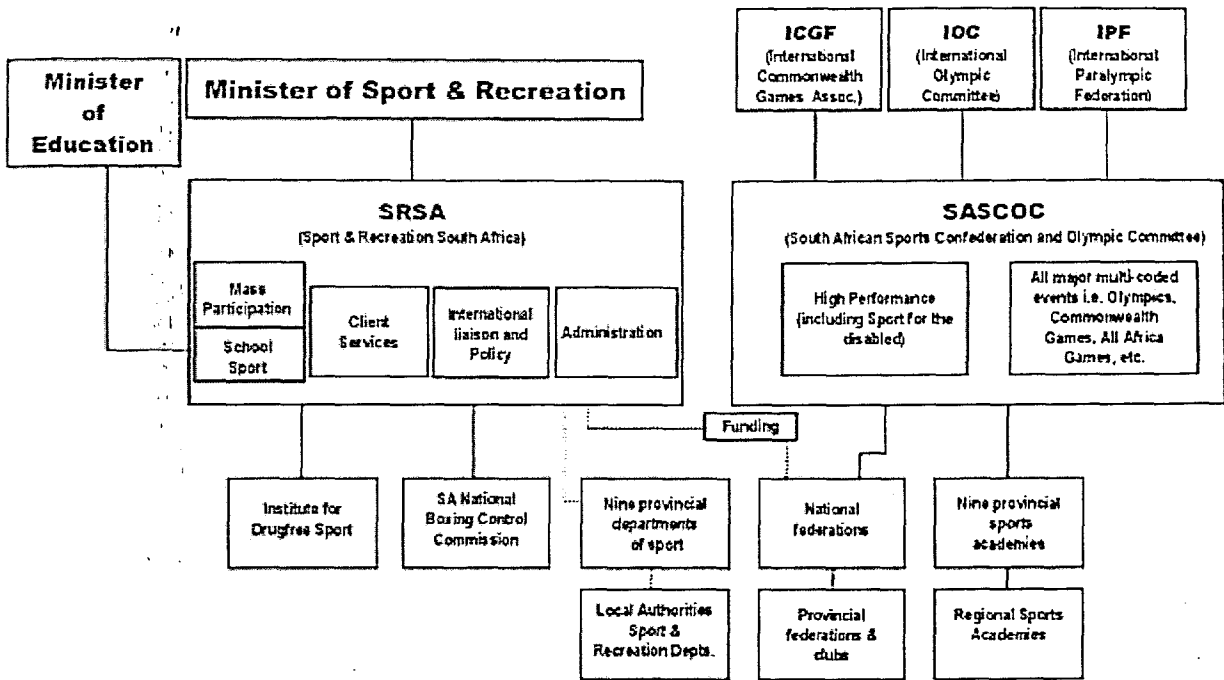 Minister
of
Education
Minister of Sport & Recreation
ICGF
(International
Commonwealth
Games Assoc.)
IOC
(International
Olympic
Committee)
IPF
(International
Paralympic
Federation)
SRSA
(Sport & Recreation South Africa)
Mass
Participation
School
Sport
Client
Services
International
liaison and
Policy
Administration
SASCOC
(South African Sports Confederation and Olympic Committee)
High Performance
(including Sport for the
disabled)
All major multi-coded
events i.e. Olympics,
Commonwealth
Games, All Africa
Games, etc.
Funding
Institute for
Drugfree Sport
SA National
Boxing Control
Commission
Nine provincial
departments
of sport
National
federations
Nine provincial
sports
academies
Local Authorities
Sport &
Recreation Depts.
Provincial
federations &
clubs
Regional Sports
Academies